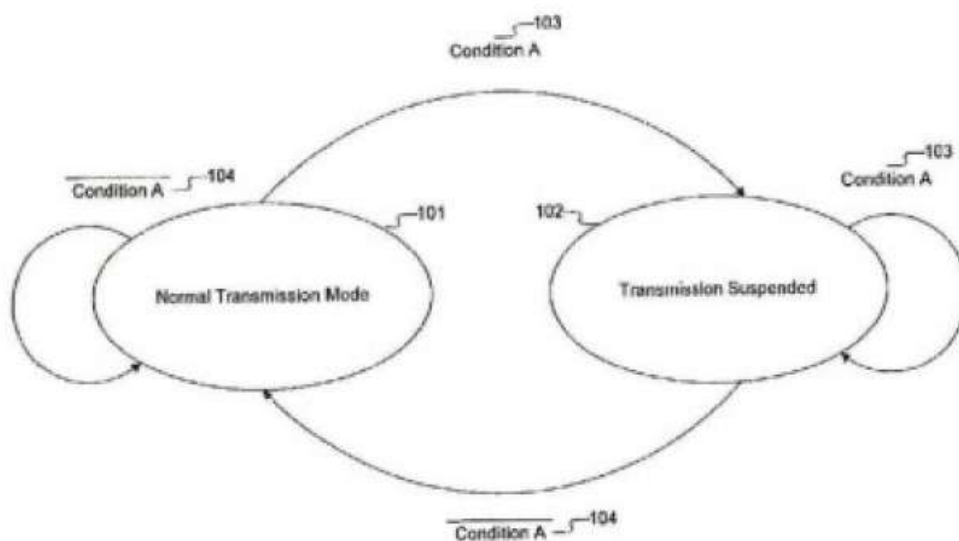 103
Condition A
103
Condition A
104
Condition A
101
102
Normal Transmission Mode
Transmission Suspended
104
Condition A